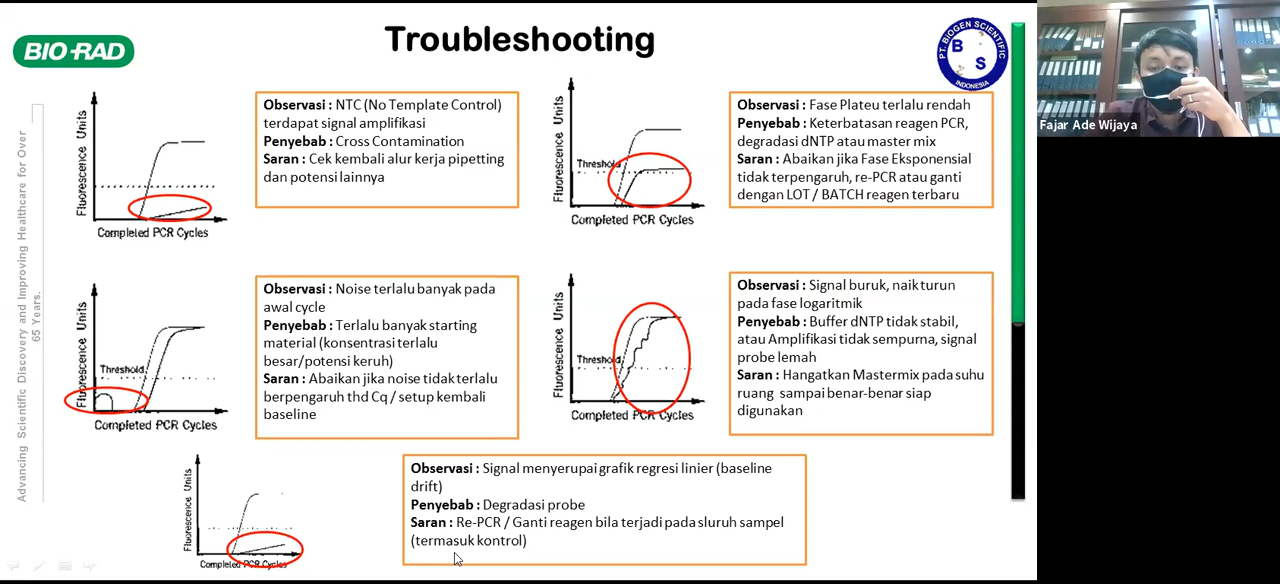 Troubleshooting
BIO-RAD
PT. BIOGEN SCIENTIFIC
B
S
INDONESIA
Fajar Ade Wijaya
Advancing Scientific Discovery and Improving Healthcare for Over
65 Years.
Fluorescence Units
Completed PCR Cycles
Observasi : NTC (No Template Control)
terdapat signal amplifikasi
Penyebab : Cross Contamination
Saran : Cek kembali alur kerja pipetting
dan potensi lainnya
Fluorescence Units
Threshold
Completed PCR Cycles
Observasi : Fase Plateu terlalu rendah
Penyebab : Keterbatasan reagen PCR,
degradasi dNTP atau master mix
Saran : Abaikan jika Fase Eksponensial
tidak terpengaruh, re-PCR atau ganti
dengan LOT / BATCH reagen terbaru
Fluorescence Units
Threshold
Completed PCR Cycles
Observasi : Noise terlalu banyak pada
awal cycle
Penyebab : Terlalu banyak starting
material (konsentrasi terlalu
besar/potensi keruh)
Saran : Abaikan jika noise tidak terlalu
berpengaruh thd Cq / setup kembali
baseline
Fluorescence Units
Threshold
Completed PCR Cycles
Observasi : Signal buruk, naik turun
pada fase logaritmik
Penyebab : Buffer dNTP tidak stabil,
atau Amplifikasi tidak sempurna, signal
probe lemah
Saran : Hangatkan Mastermix pada suhu
ruang sampai benar-benar siap
digunakan
Fluorescence Units
Completed PCR Cycles
Observasi : Signal menyerupai grafik regresi linier (baseline
drift)
Penyebab : Degradasi probe
Saran : Re-PCR / Ganti reagen bila terjadi pada sluruh sampel
(termasuk kontrol)